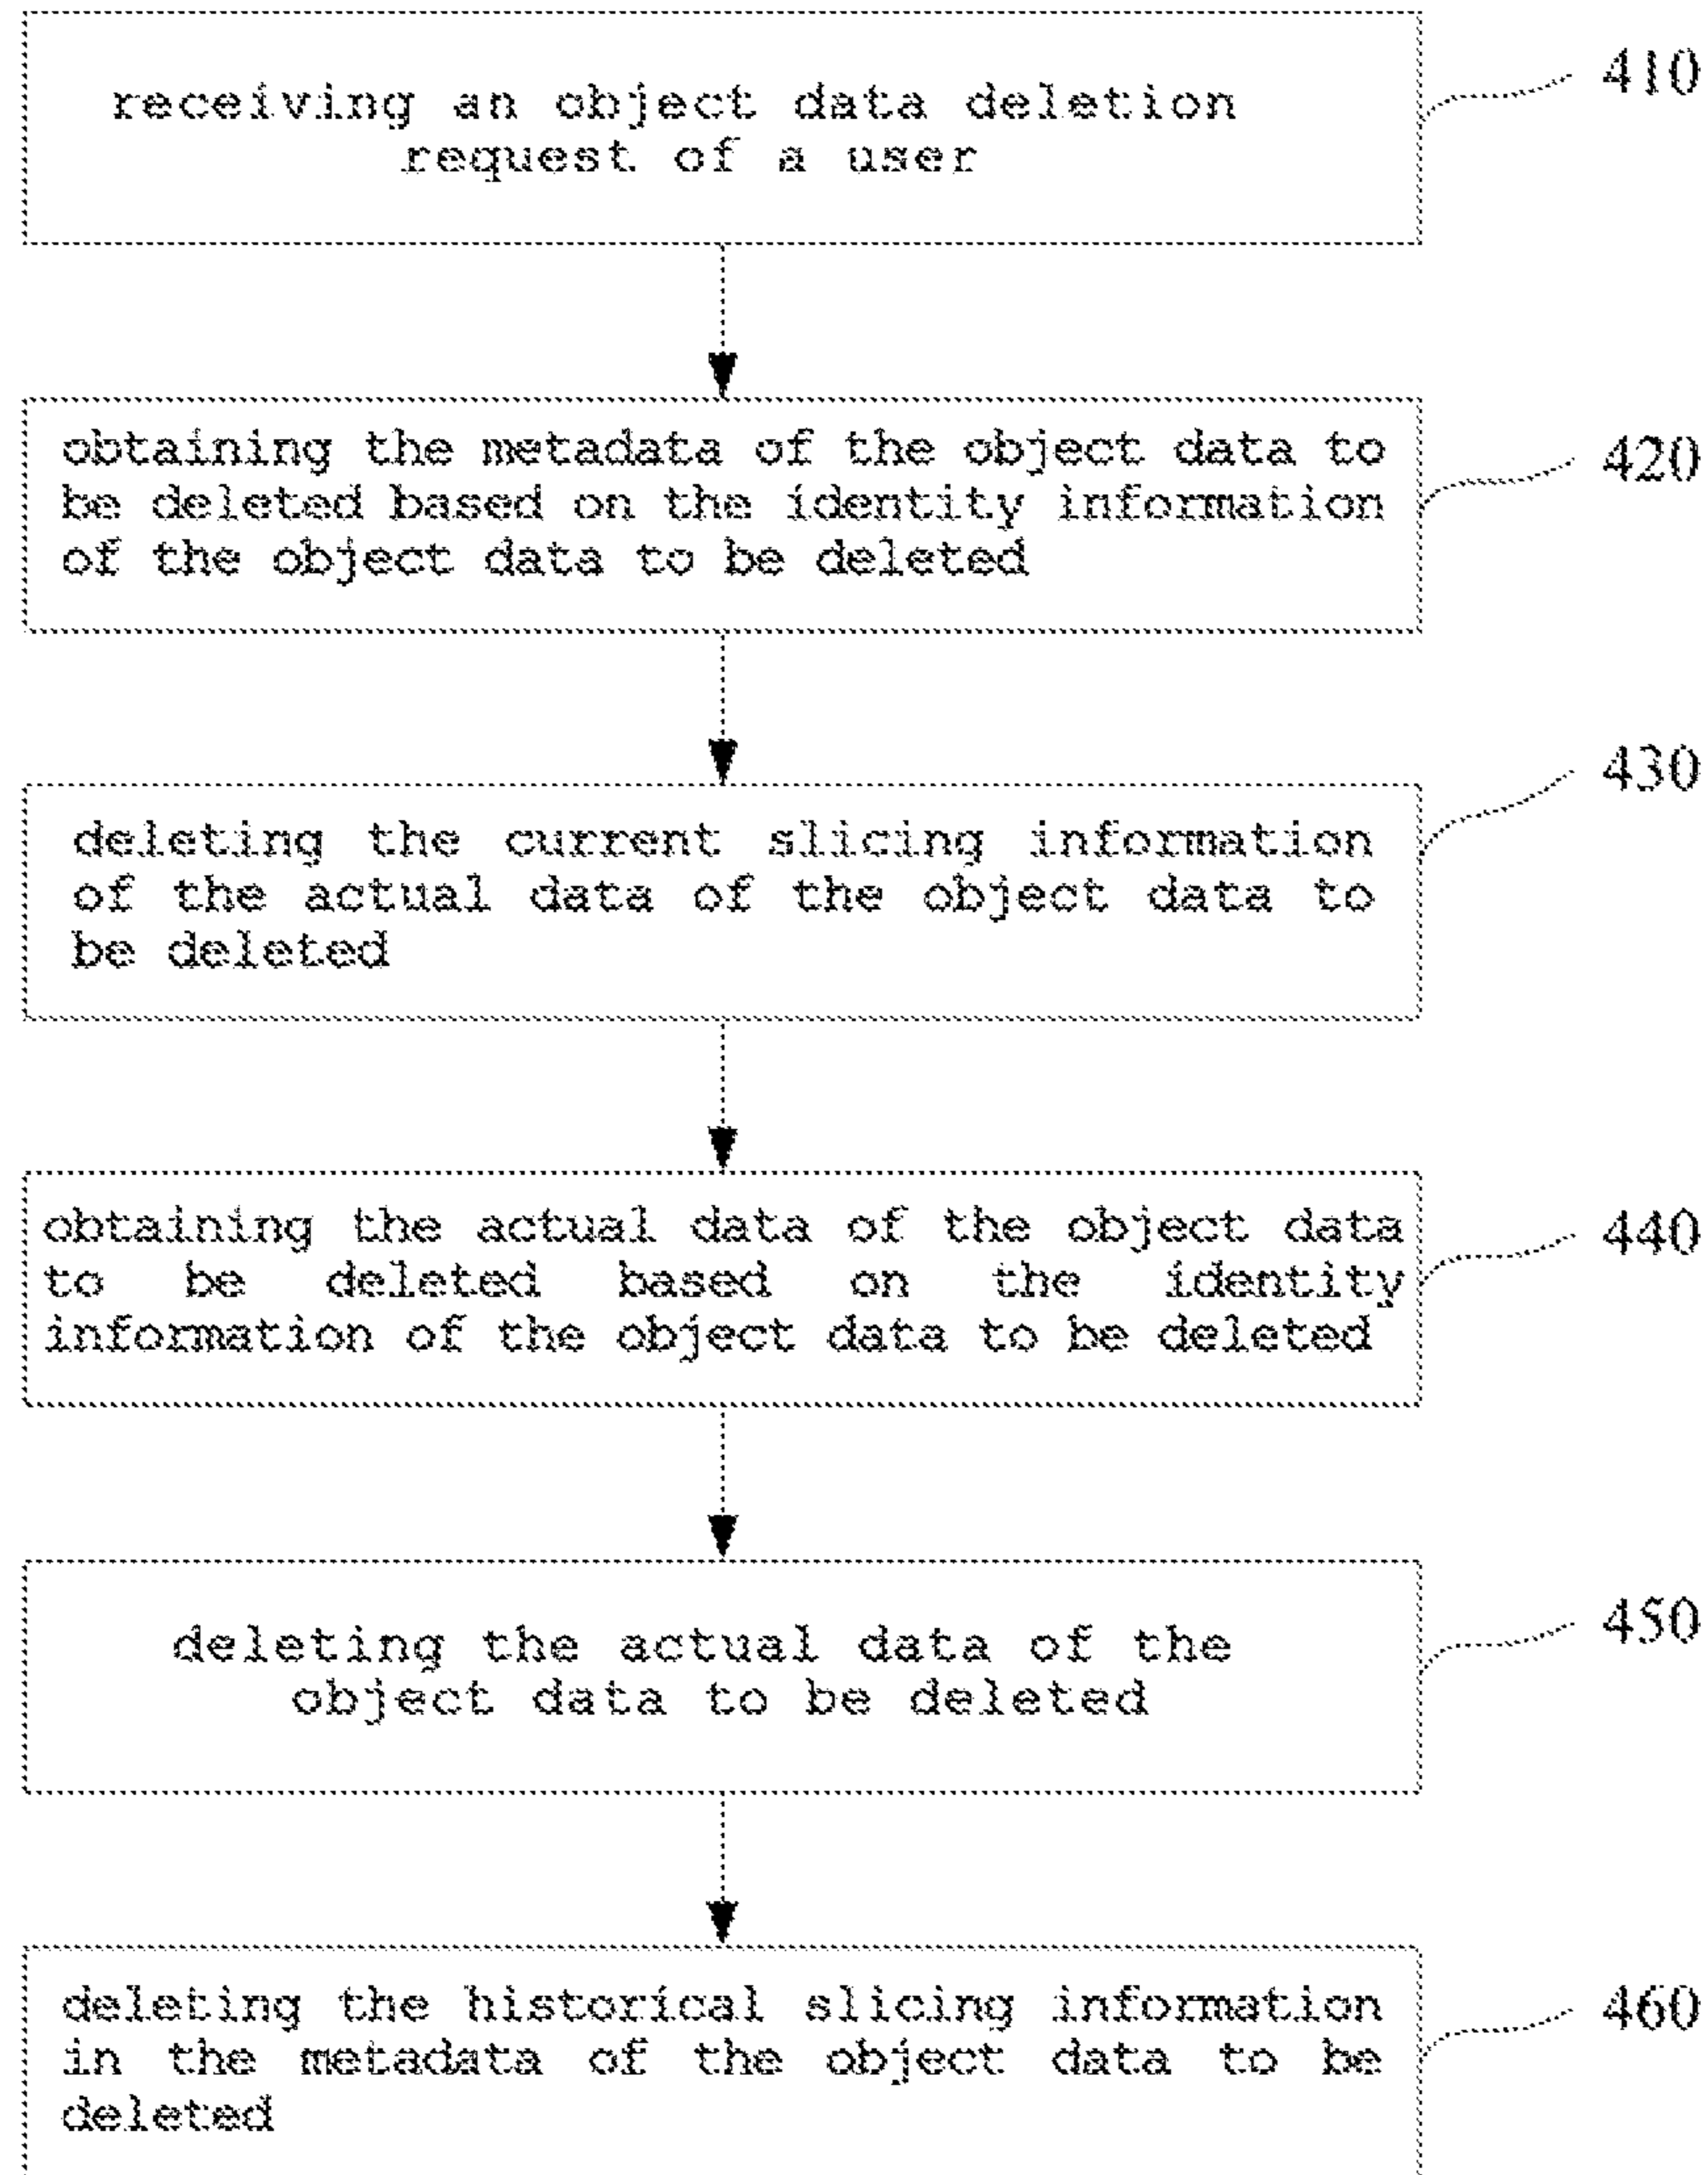 receiving an object data deletion
request of a user
410
obtaining the metadata of the object data to
be deleted based on the identity information
of the object data to be deleted
420
deleting the current slicing information
of the actual data of the object data to
be deleted
430
obtaining the actual data of the object data
to be deleted based on the identity
information of the object data to be deleted
440
deleting the actual data of the
object data to be deleted
450
deleting the historical slicing information
in the metadata of the object data to be
deleted
460